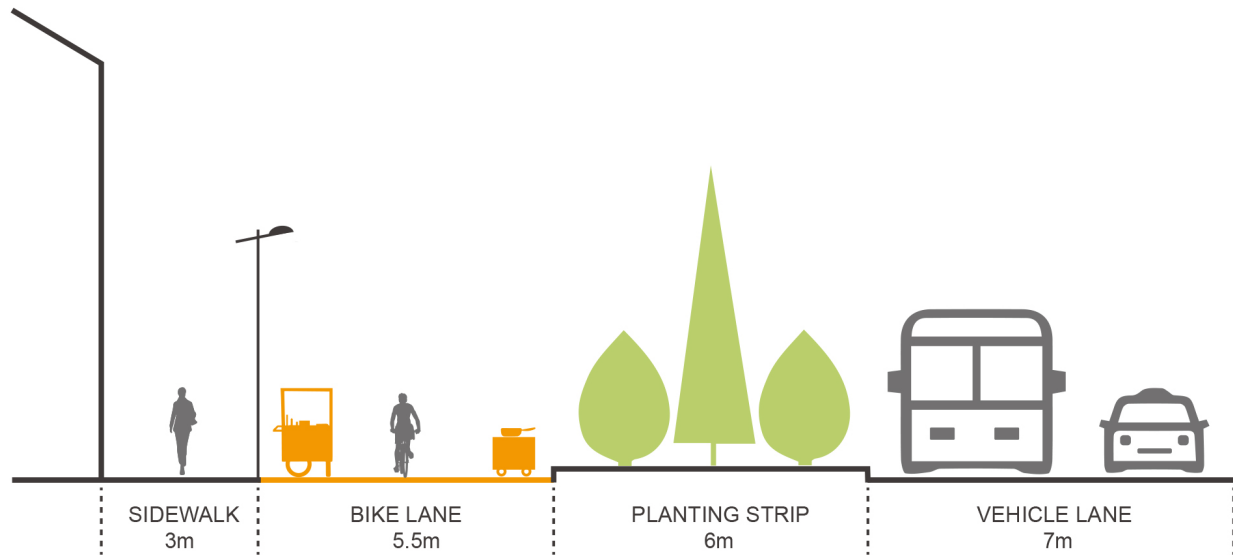 SIDEWALK
3m
BIKE LANE
5.5m
PLANTING STRIP
6m
VEHICLE LANE
7m